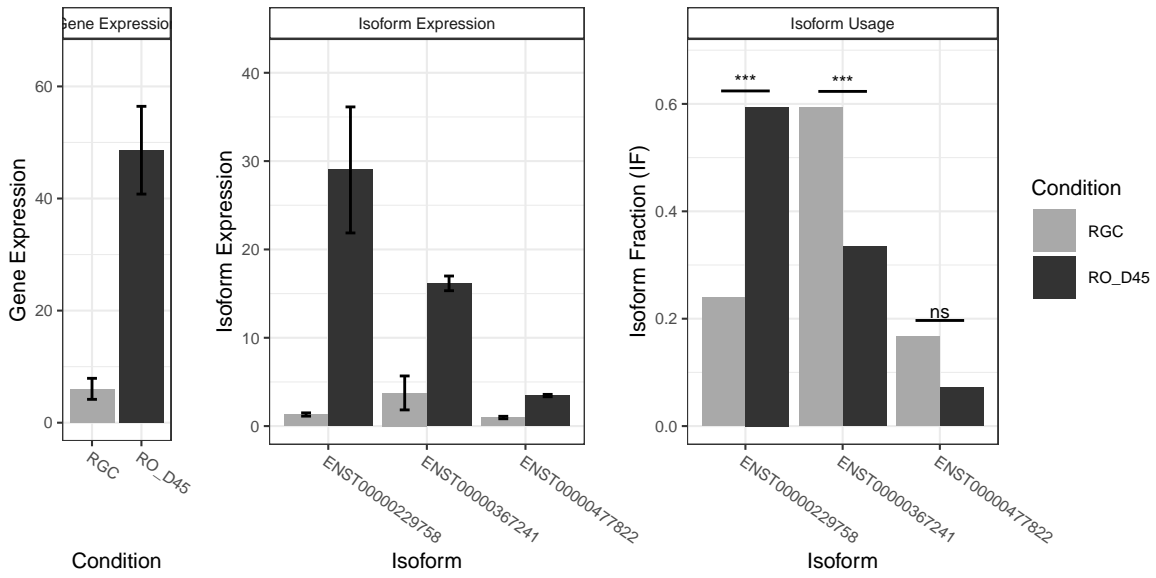 Gene Expression
Gene Expression
60
40
20
0
RGC
RO_D45
Condition
Isoform Expression
Isoform Expression
40
30
20
10
0
ENST00000229758
ENST00000367241
ENST00000477822
Isoform
Isoform Usage
Isoform Fraction (IF)
0.6
0.4
0.2
0.0
***
***
ns
ENST00000229758
ENST00000367241
ENST00000477822
Isoform
Condition
RGC
RO_D45